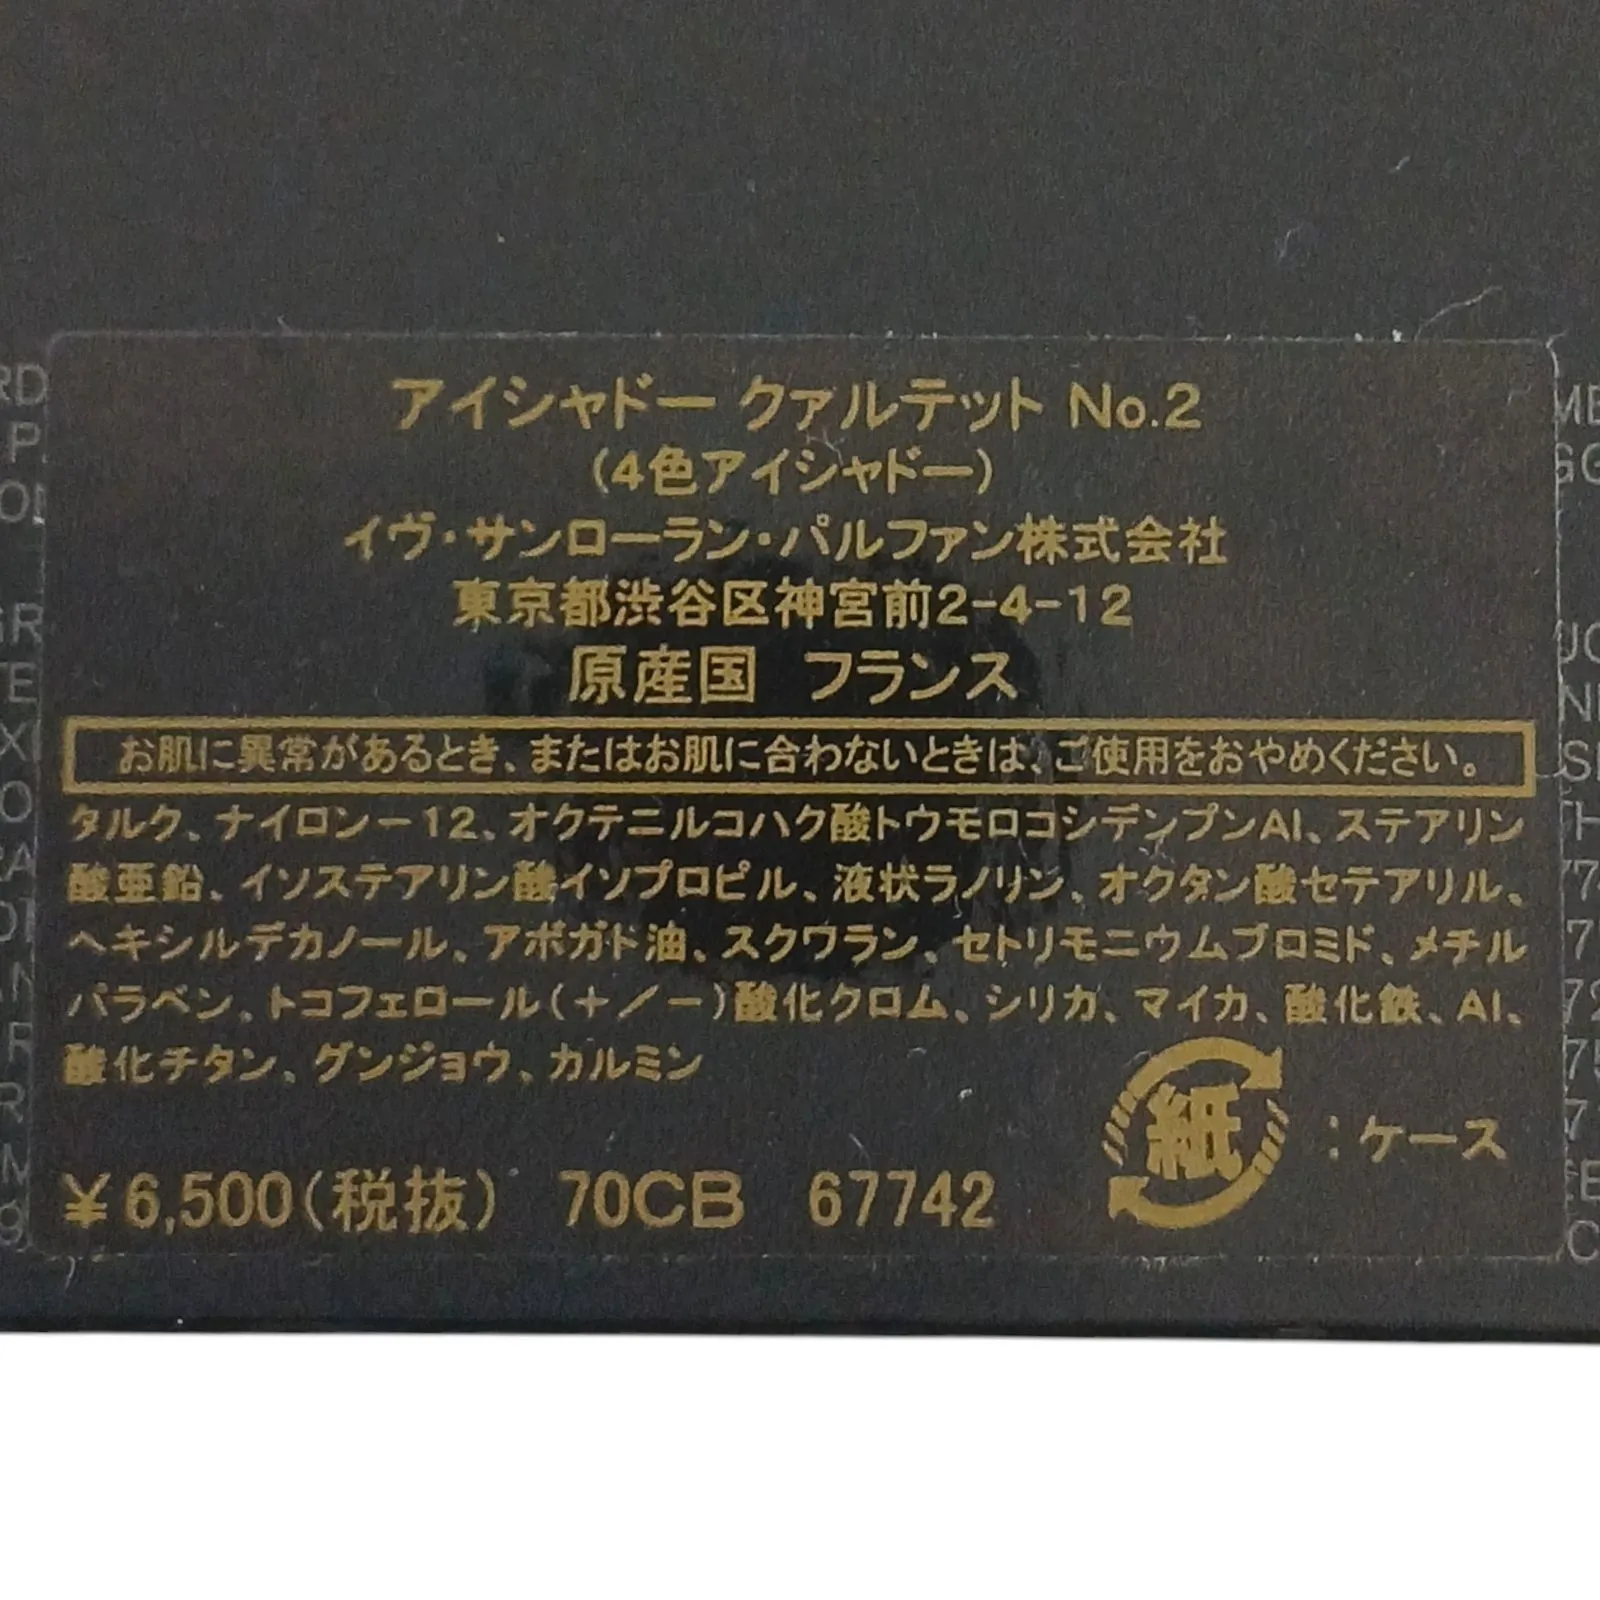 アイシャドー クァルテット No.2
(4色アイシャドー)
イヴ・サンローラン・パルファン株式会社
東京都渋谷区神宮前2-4-12
原産国 フランス
お肌に異常があるとき、またはお肌に合わないときは、ご使用をおやめください。
タルク、ナイロン-12、オクテニルコハク酸トウモロコシデンプンAl、ステアリン
酸亜鉛、イソステアリン酸イソプロピル、液状ラノリン、オクタン酸セテアリル、
ヘキシルデカノール、アボガド油、スクワラン、セトリモニウムブロミド、メチル
パラベン、トコフェロール(+/-)酸化クロム、シリカ、マイカ、酸化鉄、Al、
酸化チタン、グンジョウ、カルミン
紙:ケース
¥6,500(税抜) 70CB 67742